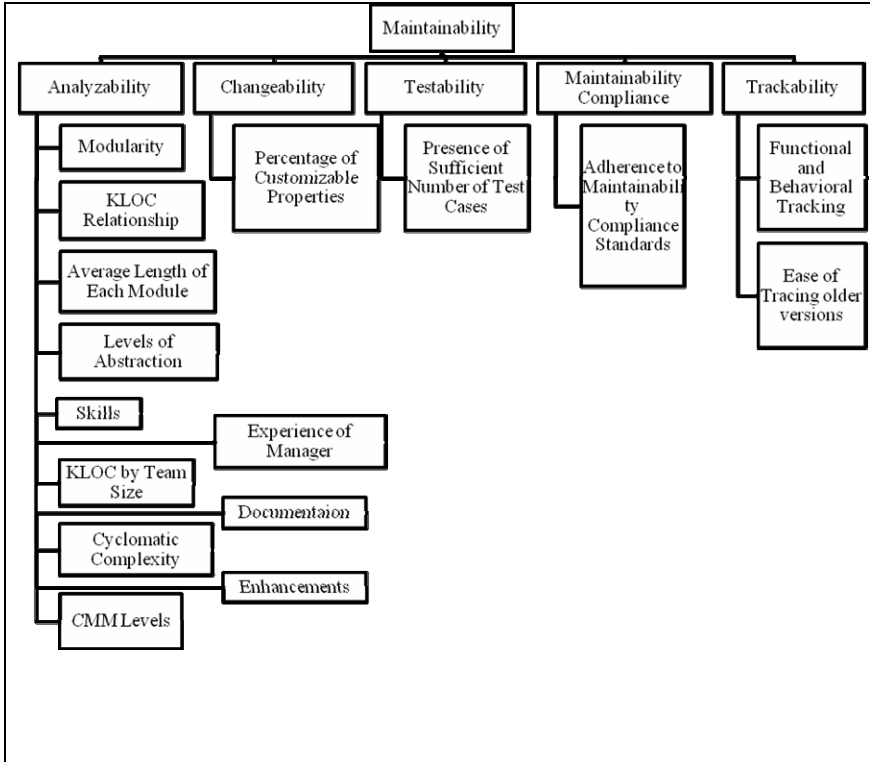 Maintainability
Analyzability
Changeability
Testability
Maintainability
Compliance
Trackability
Modularity
KLOC
Relationship
Average Length of
Each Module
Levels of
Abstraction
Skills
Experience of
Manager
KLOC by Team
Size
Documentaion
Cyclomatic
Complexity
Enhancements
CMM Levels
Percentage of
Customizable
Properties
Presence of
Sufficient
Number of Test
Cases
Adherence to
Maintainabili
ty
Compliance
Standards
Functional
and
Behavioral
Tracking
Ease of
Tracing older
versions